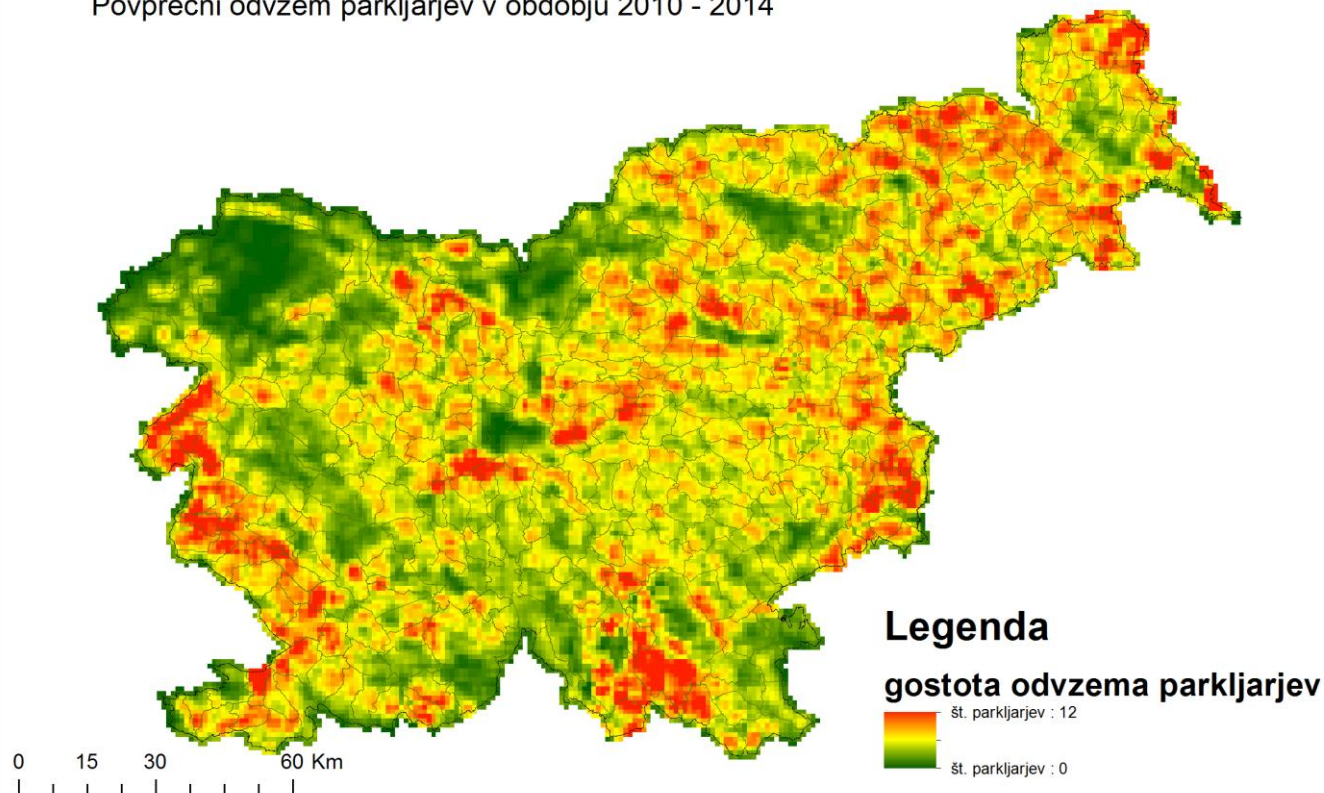 Povprečni odvzem parkljarjev v obdobju 2010 - 2014
Legenda
gostota odvzema parkljarjev
št. parkljarjev : 12
št. parkljarjev : 0
0 15 30 60 Km